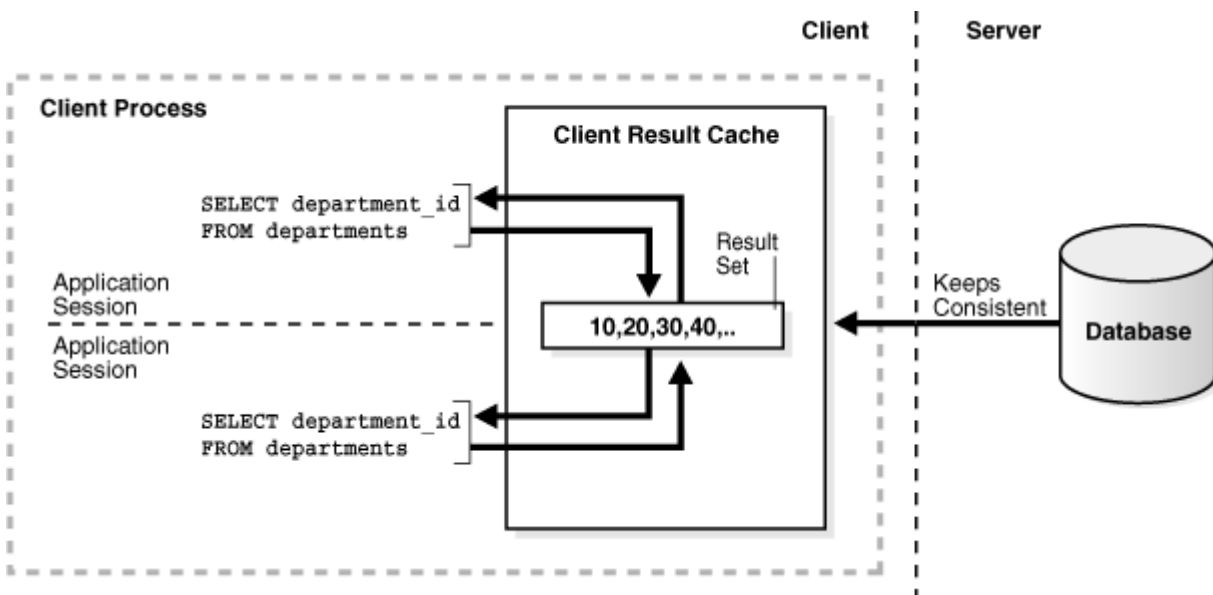 Client
Server
Client Process
Client Result Cache
SELECT department_id
FROM departments
Result
Set
Application
Session
10,20,30,40,..
Keeps
Consistent
Database
Application
Session
SELECT department_id
FROM departments